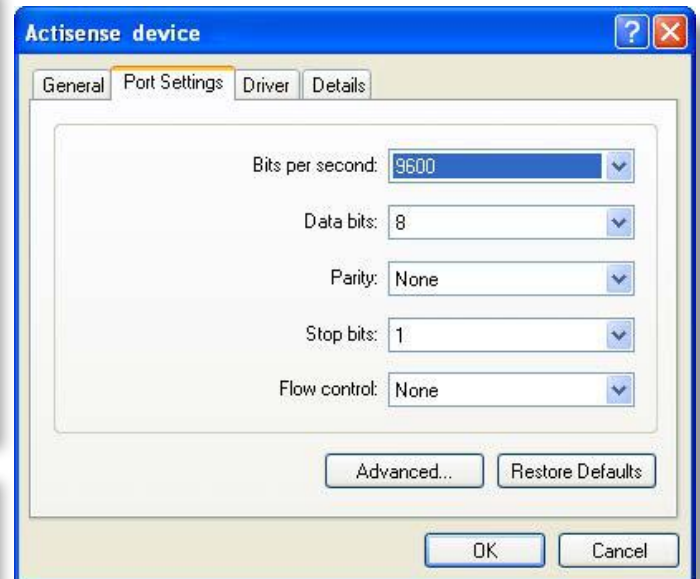 Actisense device
General Port Settings Driver Details
Bits per second: 9600
Data bits: 8
Parity: None
Stop bits: 1
Flow control: None
Advanced... Restore Defaults
OK Cancel